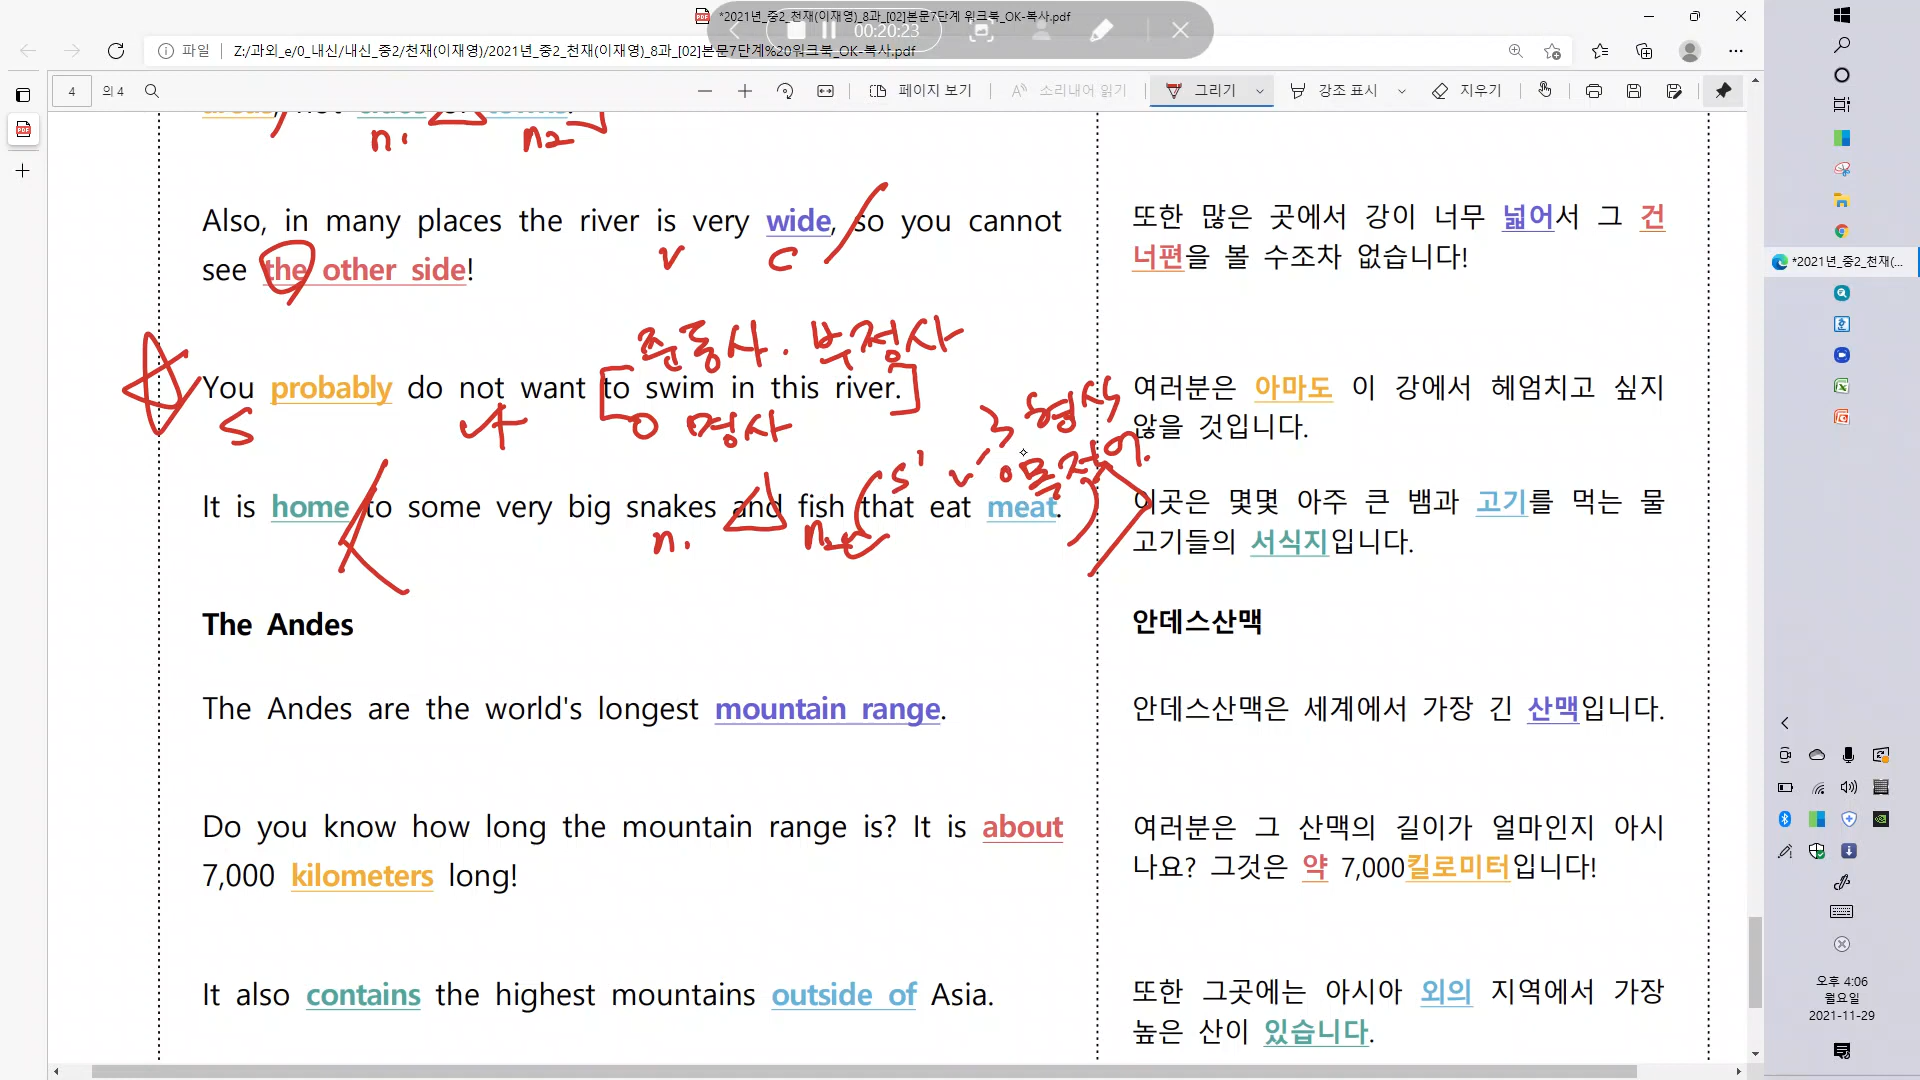 *2021년_중2_천재(이재영)_8과_[02]본문7단계 워크북_OK-복사.pdf
00:20:23
파일 Z:/과외_e/0_내신/내신_중2/천재(이재영)/2021년_중2_천재(이재영)_8과_[02]본문7단계%20워크북_OK-복사.pdf
4 의 4 페이지 보기 소리내어 읽기 그리기 강조 표시 지우기
n1 n2
Also, in many places the river is very wide, so you cannot
see the other side!
v c
또한 많은 곳에서 강이 너무 넓어서 그 건
너편을 볼 수조차 없습니다!
준동사. 부정사
You probably do not want to swim in this river.
S O 명사
여러분은 아마도 이 강에서 헤엄치고 싶지
않을 것입니다.
3형식
s' v' o' 목적어.
It is home to some very big snakes and fish that eat meat.
n1 n2
이곳은 몇몇 아주 큰 뱀과 고기를 먹는 물
고기들의 서식지입니다.
The Andes
안데스산맥
The Andes are the world's longest mountain range.
안데스산맥은 세계에서 가장 긴 산맥입니다.
Do you know how long the mountain range is? It is about
7,000 kilometers long!
여러분은 그 산맥의 길이가 얼마인지 아시
나요? 그것은 약 7,000킬로미터입니다!
It also contains the highest mountains outside of Asia.
또한 그곳에는 아시아 외의 지역에서 가장
높은 산이 있습니다.
*2021년_중2_천재(...
오후 4:06
월요일
2021-11-29